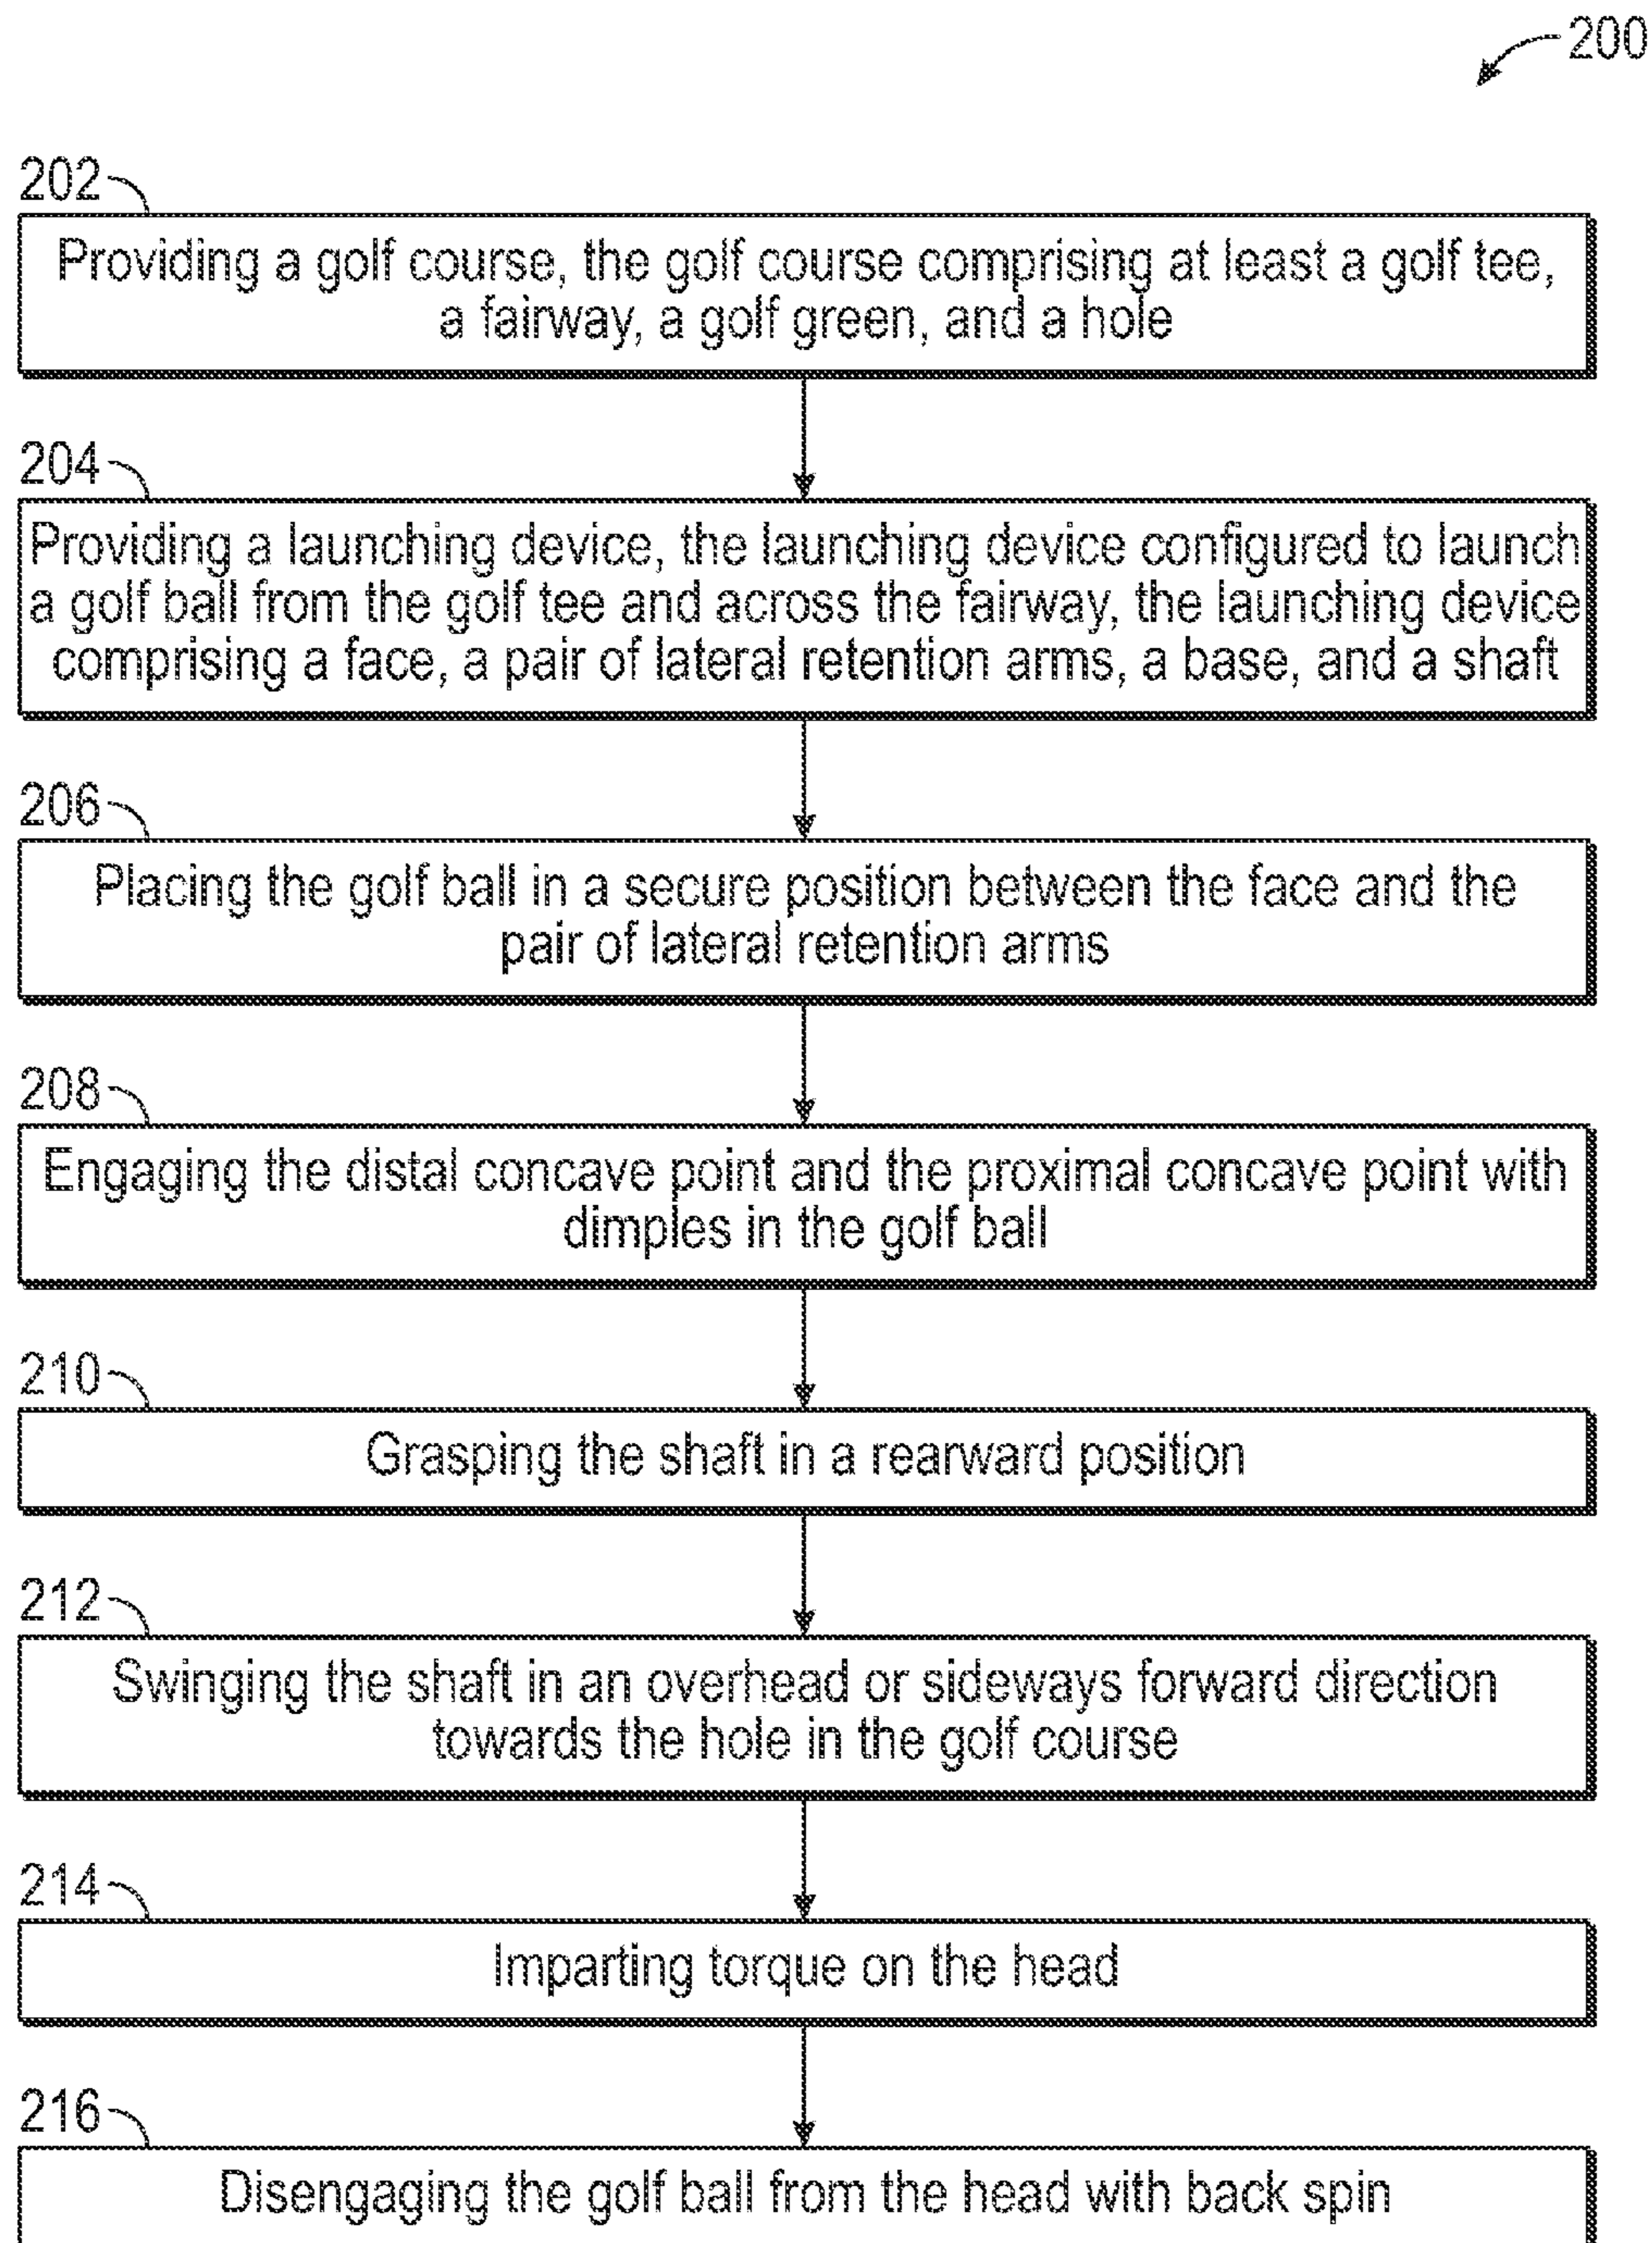 200
202
Providing a golf course, the golf course comprising at least a golf tee,
a fairway, a golf green, and a hole
204
Providing a launching device, the launching device configured to launch
a golf ball from the golf tee and across the fairway, the launching device
comprising a face, a pair of lateral retention arms, a base, and a shaft
206
Placing the golf ball in a secure position between the face and the
pair of lateral retention arms
208
Engaging the distal concave point and the proximal concave point with
dimples in the golf ball
210
Grasping the shaft in a rearward position
212
Swinging the shaft in an overhead or sideways forward direction
towards the hole in the golf course
214
Imparting torque on the head
216
Disengaging the golf ball from the head with back spin